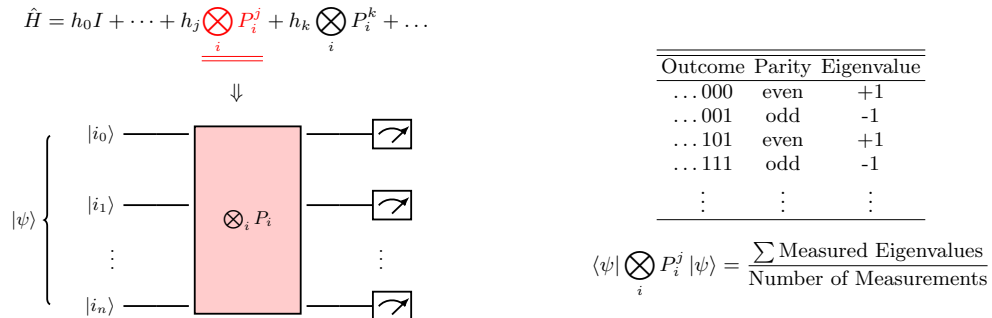 Ĥ = h₀I + ⋯ + hⱼ⨂ᵢ Pᵢʲ + hₖ⨂ᵢ Pᵢᵏ + …
⇓
|ψ⟩
|i₀⟩
|i₁⟩
⋮ ⋮
|iₙ⟩
⨂ᵢ Pᵢ
Outcome Parity Eigenvalue
…000 even +1
…001 odd -1
…101 even +1
…111 odd -1
⋮ ⋮ ⋮
⟨ψ|⨂ᵢ Pᵢʲ |ψ⟩ = ∑ Measured Eigenvalues / Number of Measurements